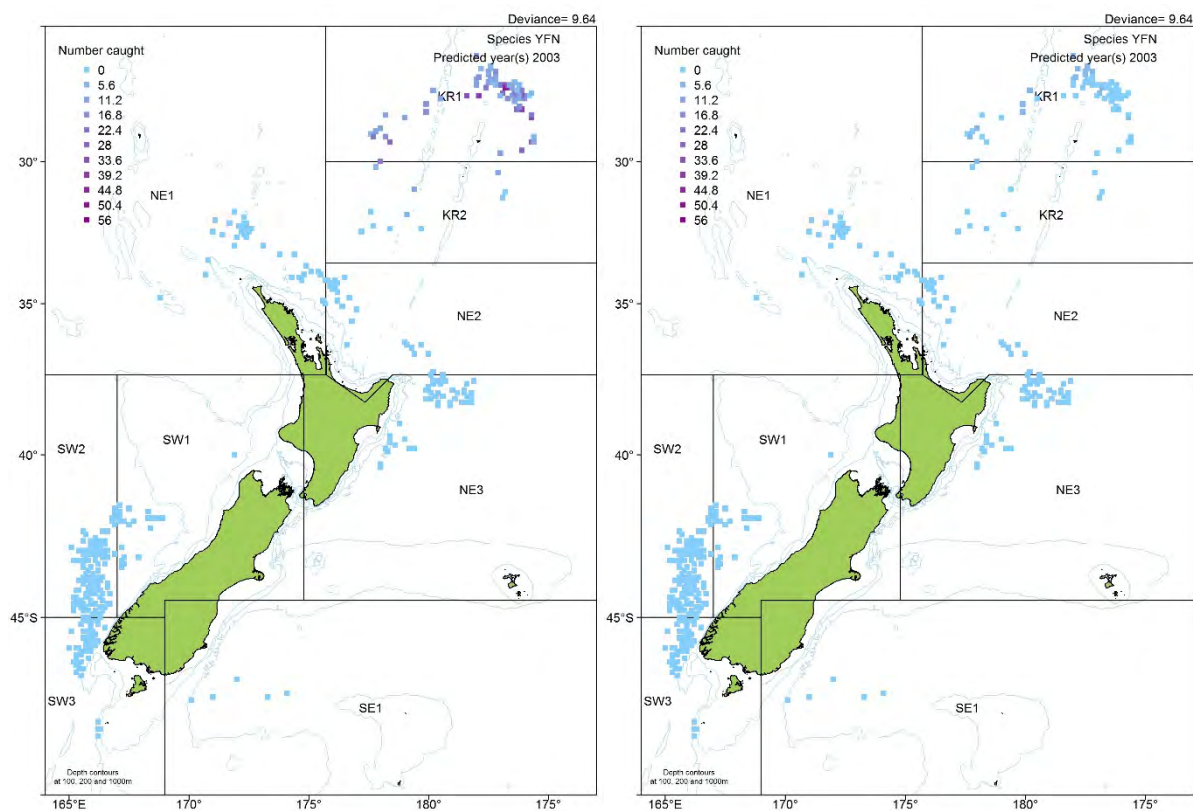 Deviance= 9.64
Species YFN
Predicted year(s) 2003
Number caught
0
5.6
11.2
16.8
22.4
28
33.6
39.2
44.8
50.4
56
KR1
30°
NE1
KR2
35°
NE2
SW2
SW1
40°
NE3
45°S
SW3
SE1
Depth contours
at 100, 200 and 1000m
165°E
170°
175°
180°
175°
Deviance= 9.64
Species YFN
Predicted year(s) 2003
Number caught
0
5.6
11.2
16.8
22.4
28
33.6
39.2
44.8
50.4
56
KR1
30°
NE1
KR2
35°
NE2
SW2
SW1
40°
NE3
45°S
SW3
SE1
Depth contours
at 100, 200 and 1000m
165°E
170°
175°
180°
175°